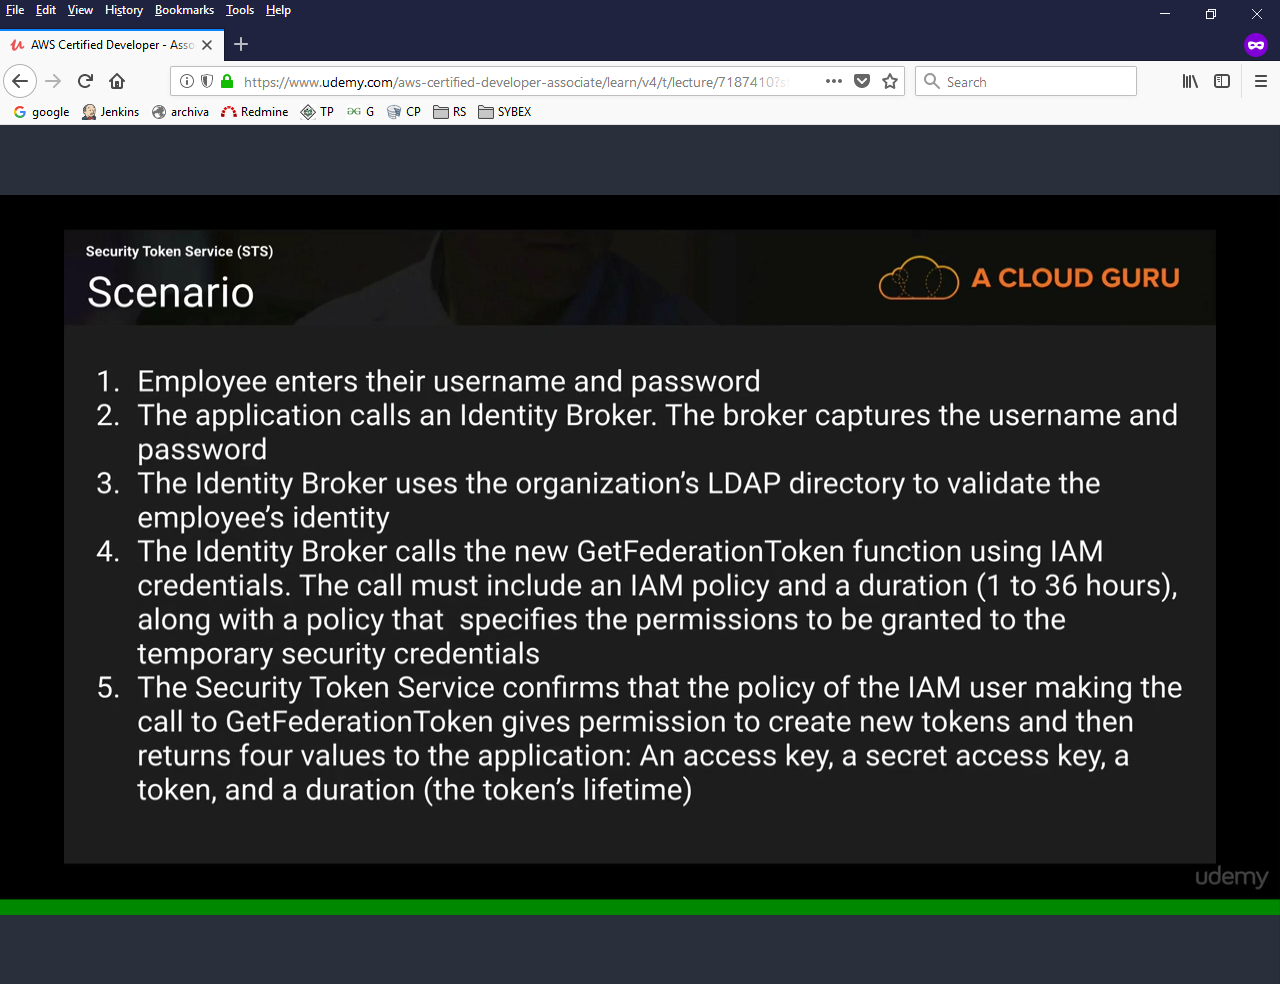 File Edit View History Bookmarks Tools Help
AWS Certified Developer - Asso
https://www.udemy.com/aws-certified-developer-associate/learn/v4/t/lecture/7187410?s
Search
google Jenkins archiva Redmine TP G CP RS SYBEX
Security Token Service (STS)
Scenario
A CLOUD GURU
1. Employee enters their username and password
2. The application calls an Identity Broker. The broker captures the username and
password
3. The Identity Broker uses the organization's LDAP directory to validate the
employee's identity
4. The Identity Broker calls the new GetFederationToken function using IAM
credentials. The call must include an IAM policy and a duration (1 to 36 hours),
along with a policy that specifies the permissions to be granted to the
temporary security credentials
5. The Security Token Service confirms that the policy of the IAM user making the
call to GetFederationToken gives permission to create new tokens and then
returns four values to the application: An access key, a secret access key, a
token, and a duration (the token's lifetime)
udemy